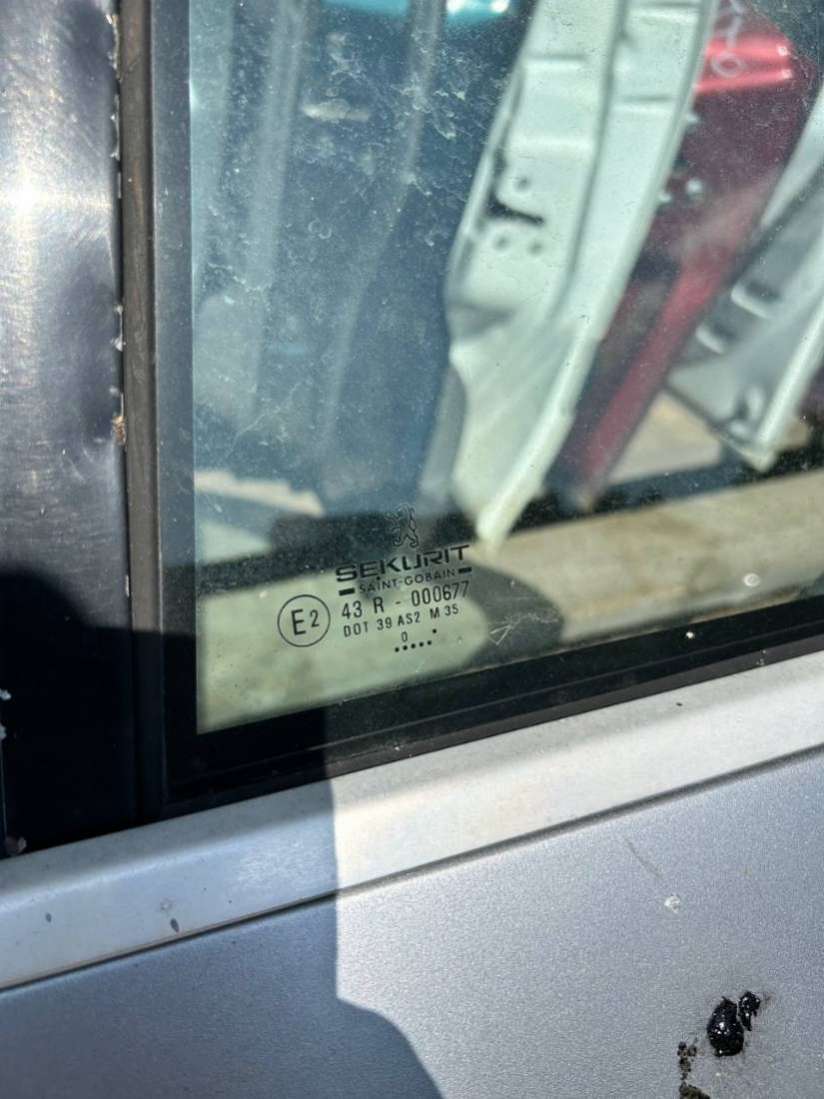 SEKURIT
SAINT-GOBAIN
E2
43 R - 000677
DOT 39 AS2 M 35
0